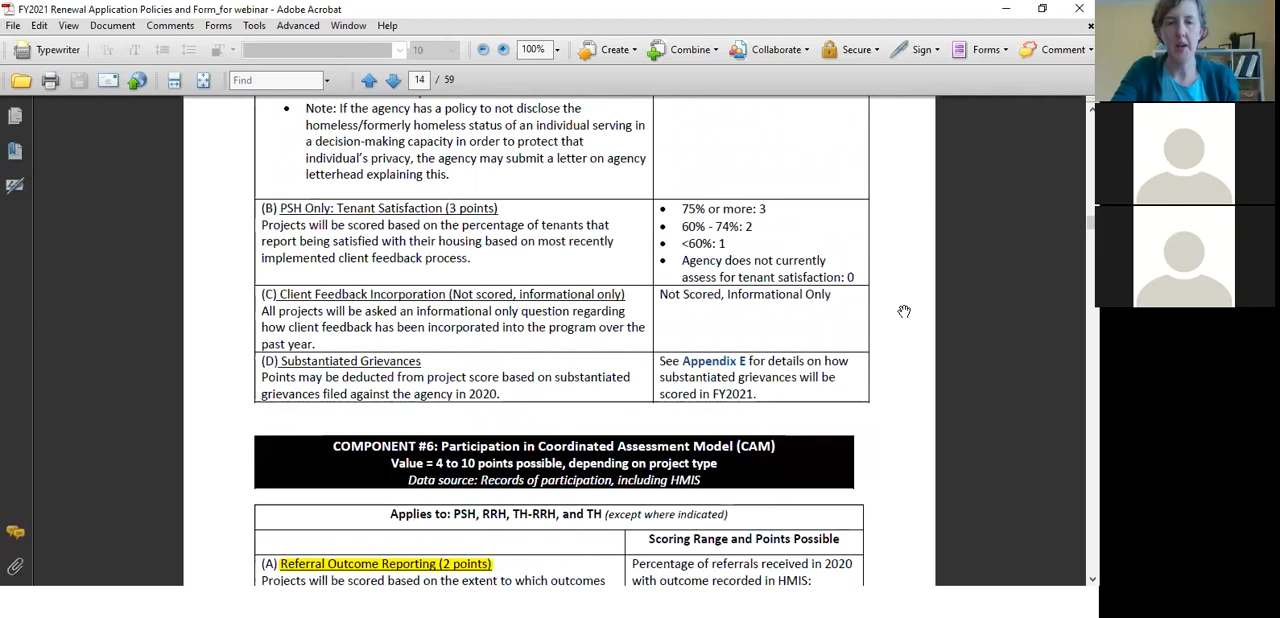 FY2021 Renewal Application Policies and Form_for webinar - Adobe Acrobat
File Edit View Document Comments Forms Tools Advanced Window Help
Typewriter 10 100% Create Combine Collaborate Secure Sign Forms Comment
Find 14 / 59
• Note: If the agency has a policy to not disclose the
homeless/formerly homeless status of an individual serving in
a decision-making capacity in order to protect that
individual's privacy, the agency may submit a letter on agency
letterhead explaining this.
(B) PSH Only: Tenant Satisfaction (3 points)
Projects will be scored based on the percentage of tenants that
report being satisfied with their housing based on most recently
implemented client feedback process.
• 75% or more: 3
• 60% - 74%: 2
• <60%: 1
• Agency does not currently
assess for tenant satisfaction: 0
(C) Client Feedback Incorporation (Not scored, informational only)
All projects will be asked an informational only question regarding
how client feedback has been incorporated into the program over the
past year.
Not Scored, Informational Only
(D) Substantiated Grievances
Points may be deducted from project score based on substantiated
grievances filed against the agency in 2020.
See Appendix E for details on how
substantiated grievances will be
scored in FY2021.
COMPONENT #6: Participation in Coordinated Assessment Model (CAM)
Value = 4 to 10 points possible, depending on project type
Data source: Records of participation, including HMIS
Applies to: PSH, RRH, TH-RRH, and TH (except where indicated)
Scoring Range and Points Possible
(A) Referral Outcome Reporting (2 points)
Projects will be scored based on the extent to which outcomes
Percentage of referrals received in 2020
with outcome recorded in HMIS: